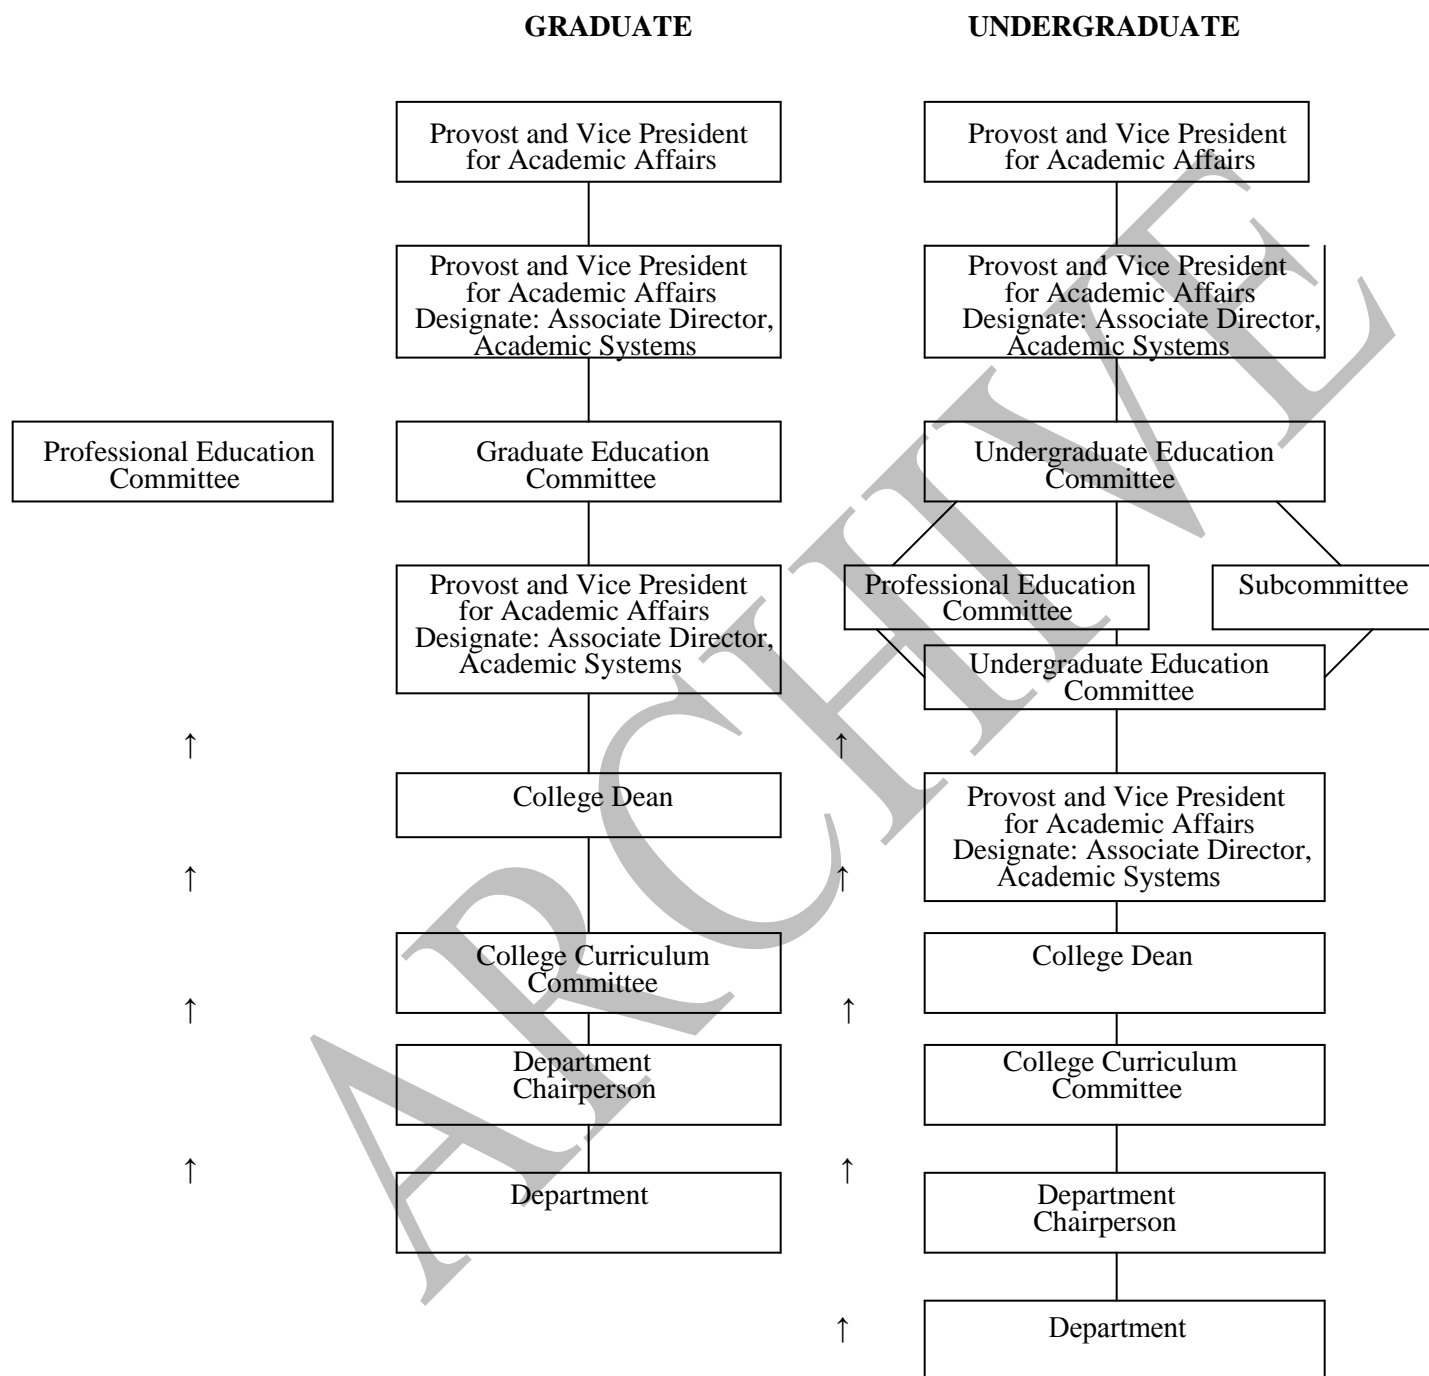 GRADUATE
UNDERGRADUATE
Provost and Vice President
for Academic Affairs
Provost and Vice President
for Academic Affairs
Provost and Vice President
for Academic Affairs
Designate: Associate Director,
Academic Systems
Provost and Vice President
for Academic Affairs
Designate: Associate Director,
Academic Systems
Professional Education
Committee
Graduate Education
Committee
Undergraduate Education
Committee
Provost and Vice President
for Academic Affairs
Designate: Associate Director,
Academic Systems
Professional Education
Committee
Subcommittee
Undergraduate Education
Committee
↑
↑
College Dean
Provost and Vice President
for Academic Affairs
Designate: Associate Director,
Academic Systems
↑
↑
College Curriculum
Committee
College Dean
↑
↑
Department
Chairperson
College Curriculum
Committee
↑
↑
Department
Department
Chairperson
↑
Department
ARCHIVE